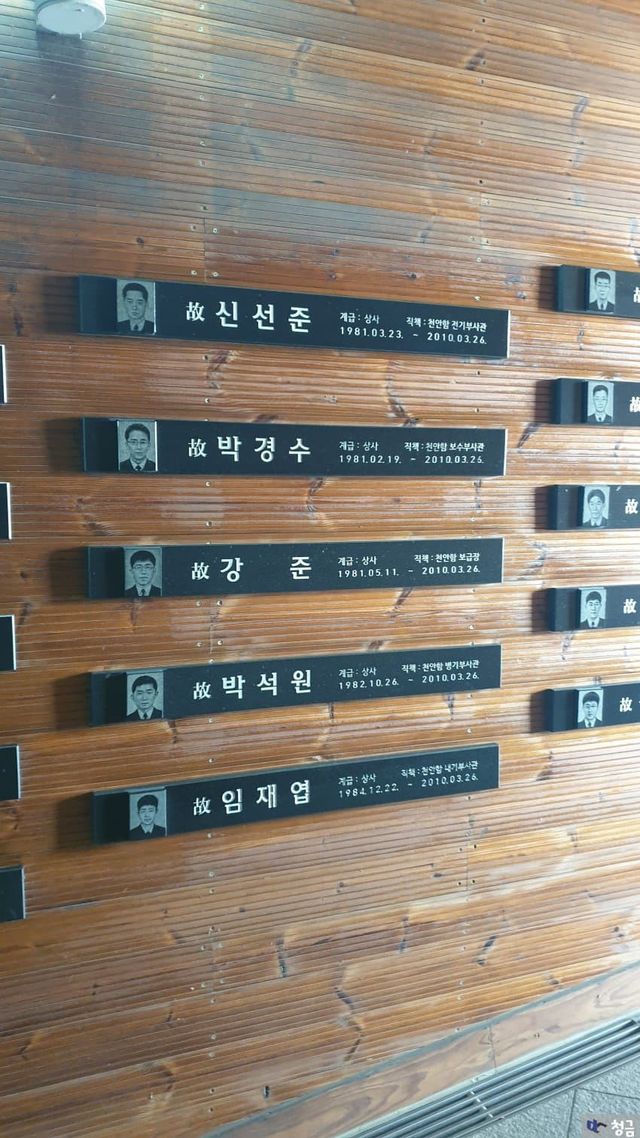 故 신선준 계급 : 상사 직책 : 천안함 전기부사관
1981.03.23. ~ 2010.03.26.
故 박경수 계급 : 상사 직책 : 천안함 보수부사관
1981.02.19. ~ 2010.03.26.
故 강 준 계급 : 상사 직책 : 천안함 보급장
1981.05.11. ~ 2010.03.26.
故 박석원 계급 : 상사 직책 : 천안함 병기부사관
1982.10.26. ~ 2010.03.26.
故 임재엽 계급 : 상사 직책 : 천안함 내기부사관
1984.12.22. ~ 2010.03.26.
故
故
故
故
故
청금